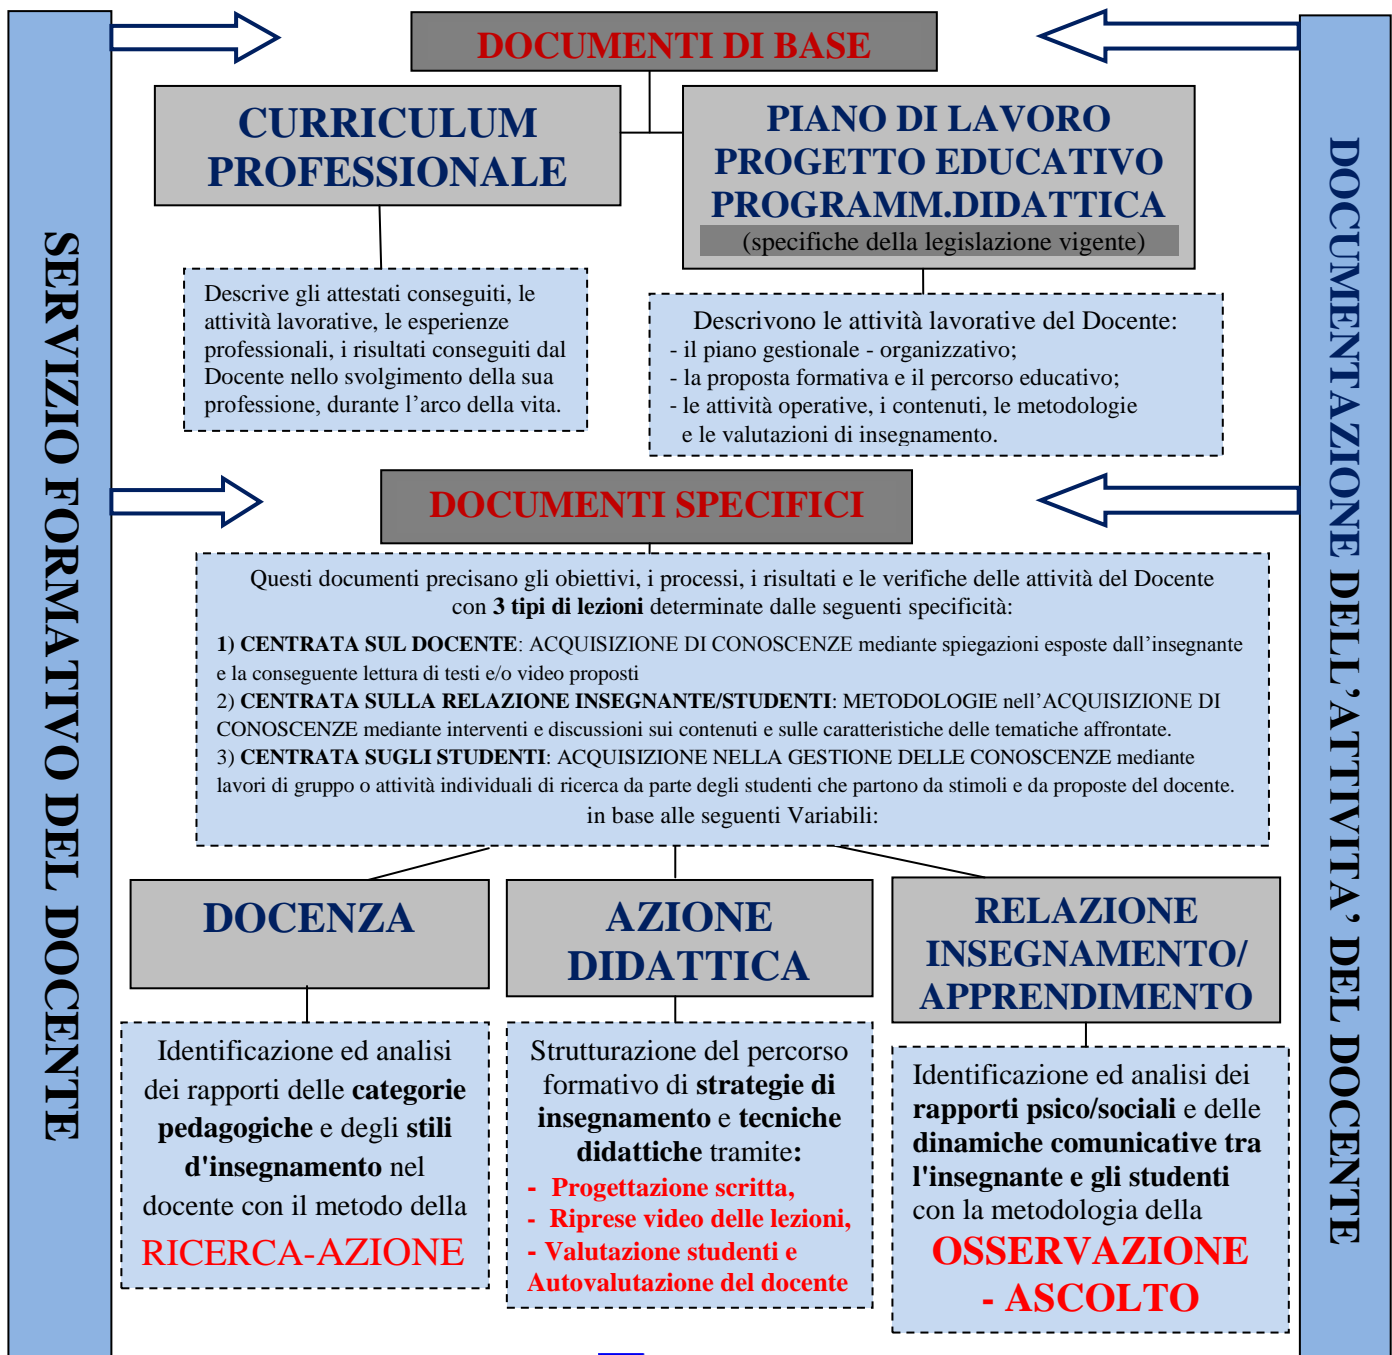 SERVIZIO FORMATIVO DEL DOCENTE
DOCUMENTI DI BASE
CURRICULUM
PROFESSIONALE
PIANO DI LAVORO
PROGETTO EDUCATIVO
PROGRAMM.DIDATTICA
(specifiche della legislazione vigente)
Descrive gli attestati conseguiti, le
attività lavorative, le esperienze
professionali, i risultati conseguiti dal
Docente nello svolgimento della sua
professione, durante l’arco della vita.
Descrivono le attività lavorative del Docente:
- il piano gestionale - organizzativo;
- la proposta formativa e il percorso educativo;
- le attività operative, i contenuti, le metodologie
e le valutazioni di insegnamento.
DOCUMENTI SPECIFICI
Questi documenti precisano gli obiettivi, i processi, i risultati e le verifiche delle attività del Docente
con 3 tipi di lezioni determinate dalle seguenti specificità:
1) CENTRATA SUL DOCENTE: ACQUISIZIONE DI CONOSCENZE mediante spiegazioni esposte dall’insegnante
e la conseguente lettura di testi e/o video proposti
2) CENTRATA SULLA RELAZIONE INSEGNANTE/STUDENTI: METODOLOGIE nell’ACQUISIZIONE DI
CONOSCENZE mediante interventi e discussioni sui contenuti e sulle caratteristiche delle tematiche affrontate.
3) CENTRATA SUGLI STUDENTI: ACQUISIZIONE NELLA GESTIONE DELLE CONOSCENZE mediante
lavori di gruppo o attività individuali di ricerca da parte degli studenti che partono da stimoli e da proposte del docente.
in base alle seguenti Variabili:
DOCENZA
AZIONE
DIDATTICA
RELAZIONE
INSEGNAMENTO/
APPRENDIMENTO
Identificazione ed analisi
dei rapporti delle categorie
pedagogiche e degli stili
d'insegnamento nel
docente con il metodo della
RICERCA-AZIONE
Strutturazione del percorso
formativo di strategie di
insegnamento e tecniche
didattiche tramite:
- Progettazione scritta,
- Riprese video delle lezioni,
- Valutazione studenti e
Autovalutazione del docente
Identificazione ed analisi dei
rapporti psico/sociali e delle
dinamiche comunicative tra
l'insegnante e gli studenti
con la metodologia della
OSSERVAZIONE
- ASCOLTO
DOCUMENTAZIONE DELL’ATTIVITA’ DEL DOCENTE